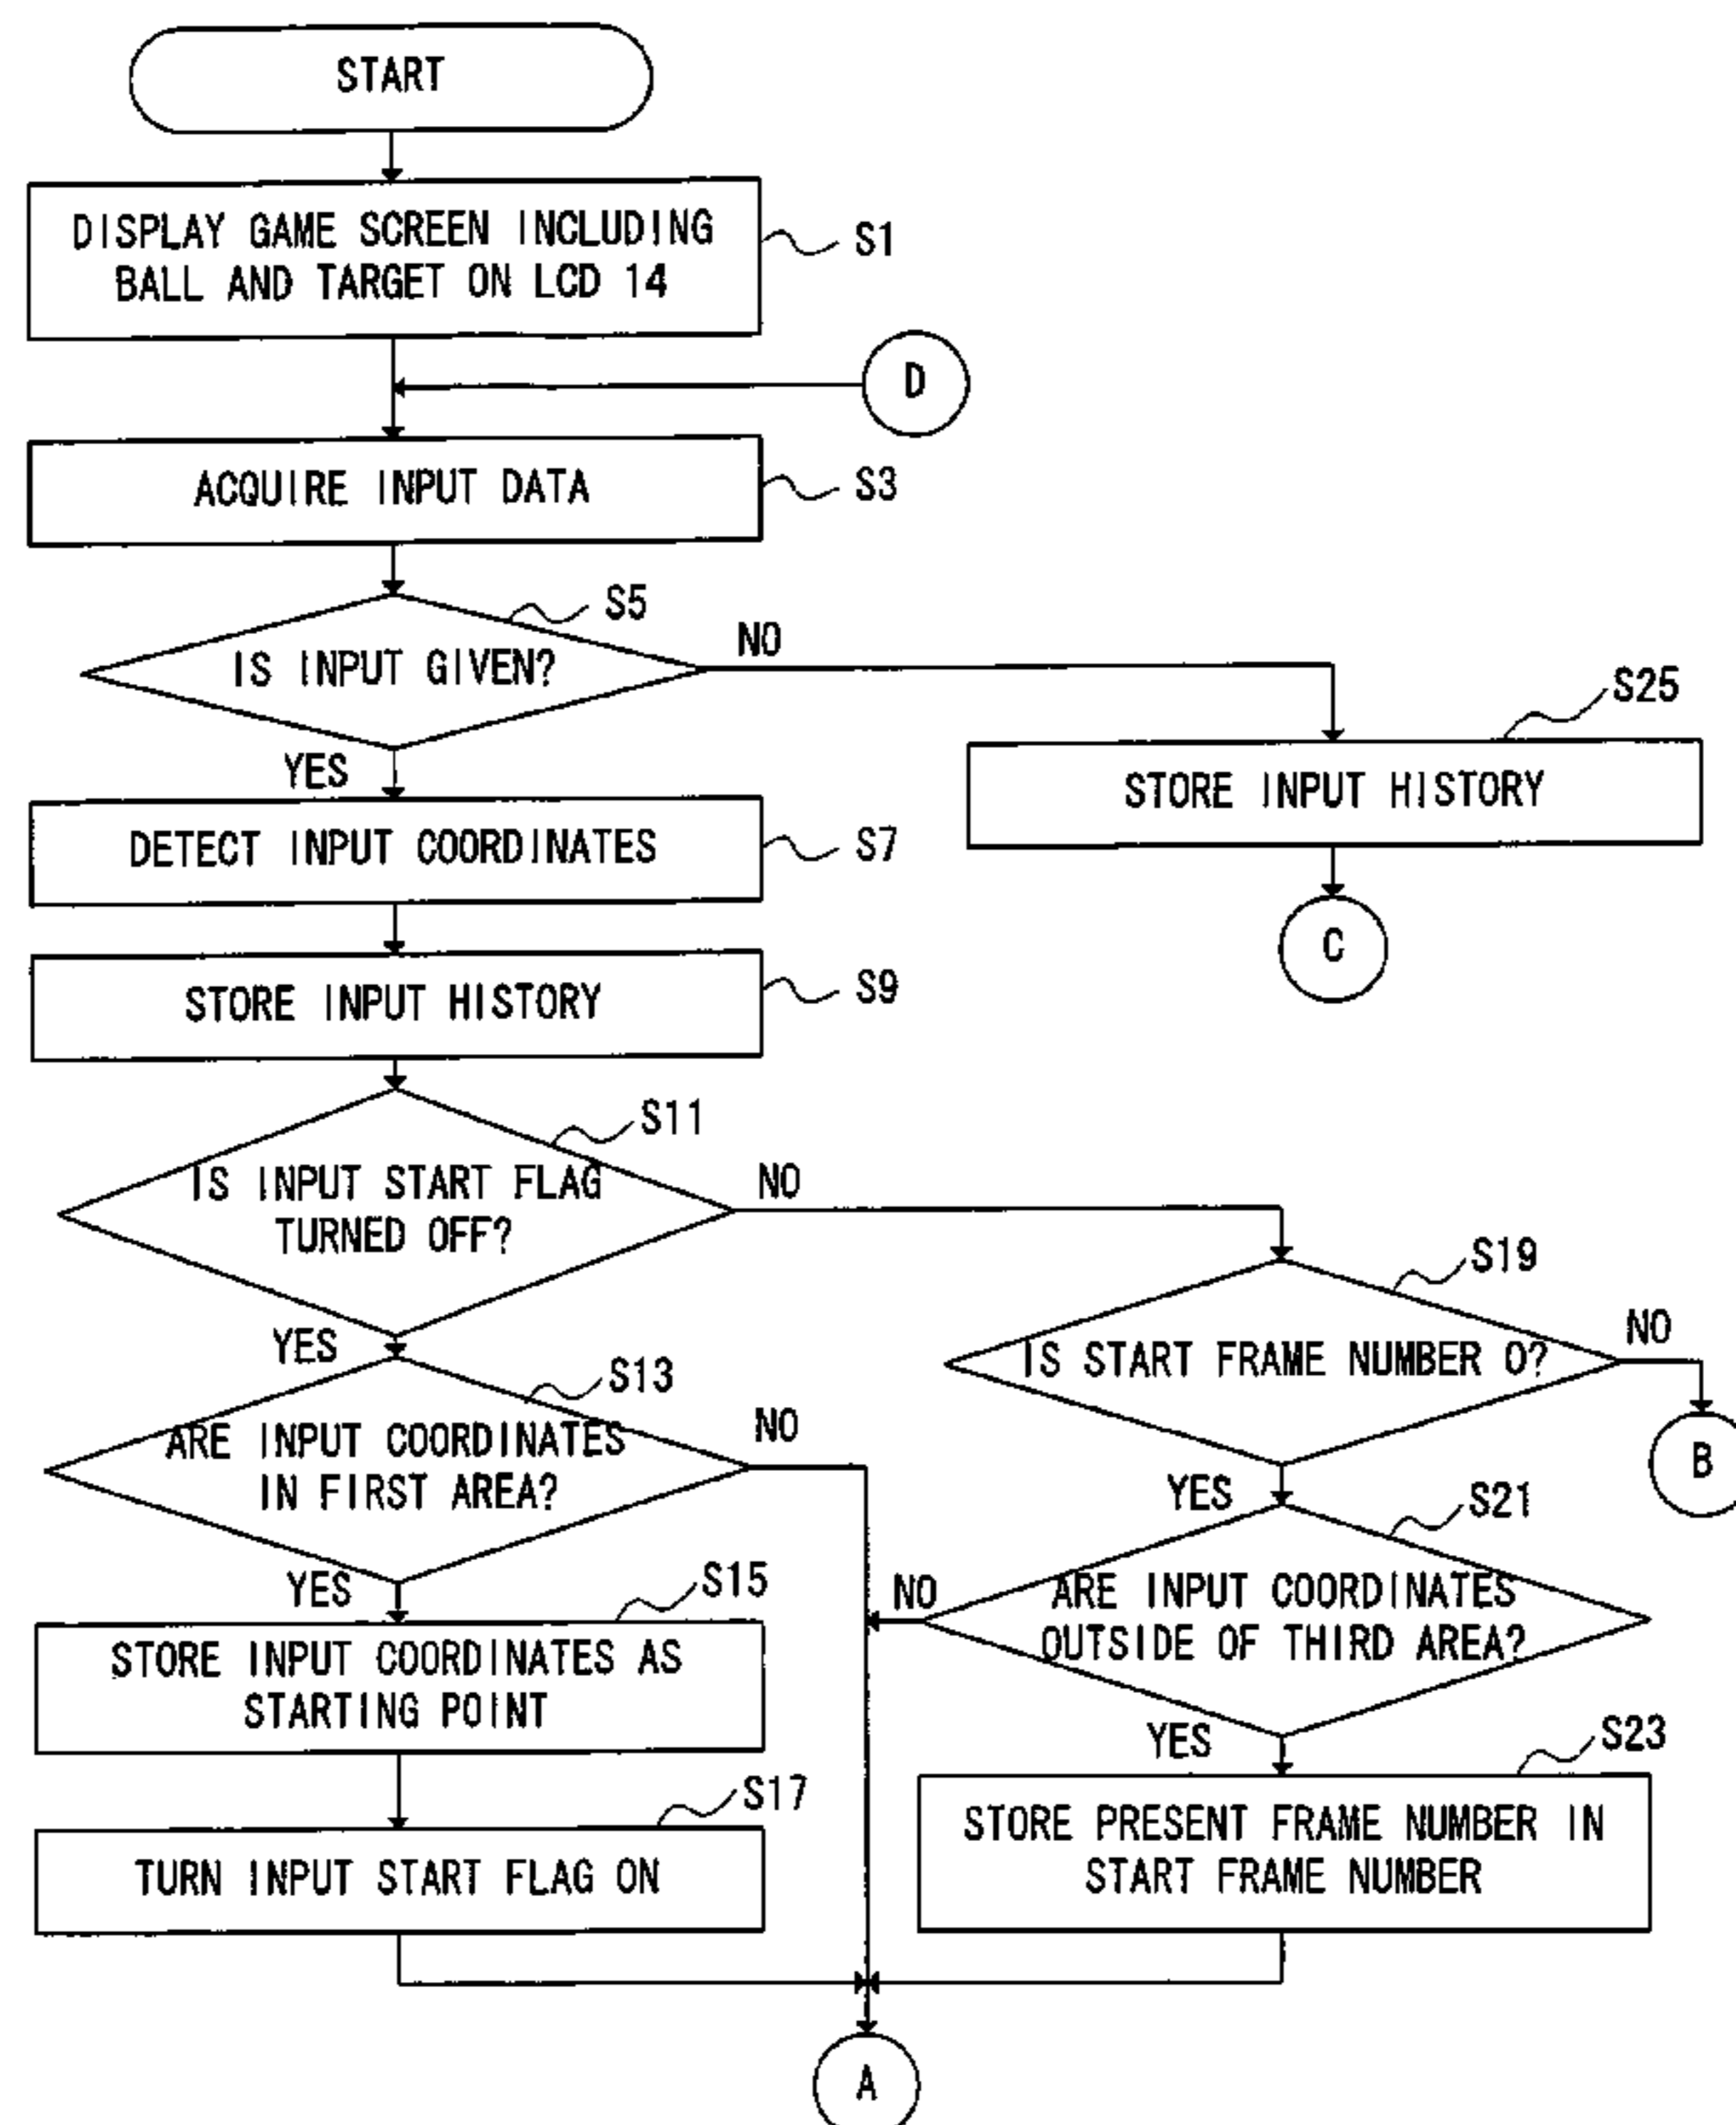 START
DISPLAY GAME SCREEN INCLUDING
BALL AND TARGET ON LCD 14
S1
D
ACQUIRE INPUT DATA
S3
S5
IS INPUT GIVEN?
NO
YES
S25
STORE INPUT HISTORY
C
DETECT INPUT COORDINATES
S7
STORE INPUT HISTORY
S9
S11
IS INPUT START FLAG
TURNED OFF?
NO
YES
S19
IS START FRAME NUMBER 0?
NO
B
YES
S13
ARE INPUT COORDINATES
IN FIRST AREA?
NO
YES
S21
ARE INPUT COORDINATES
OUTSIDE OF THIRD AREA?
NO
YES
S15
STORE INPUT COORDINATES AS
STARTING POINT
S17
TURN INPUT START FLAG ON
S23
STORE PRESENT FRAME NUMBER IN
START FRAME NUMBER
A